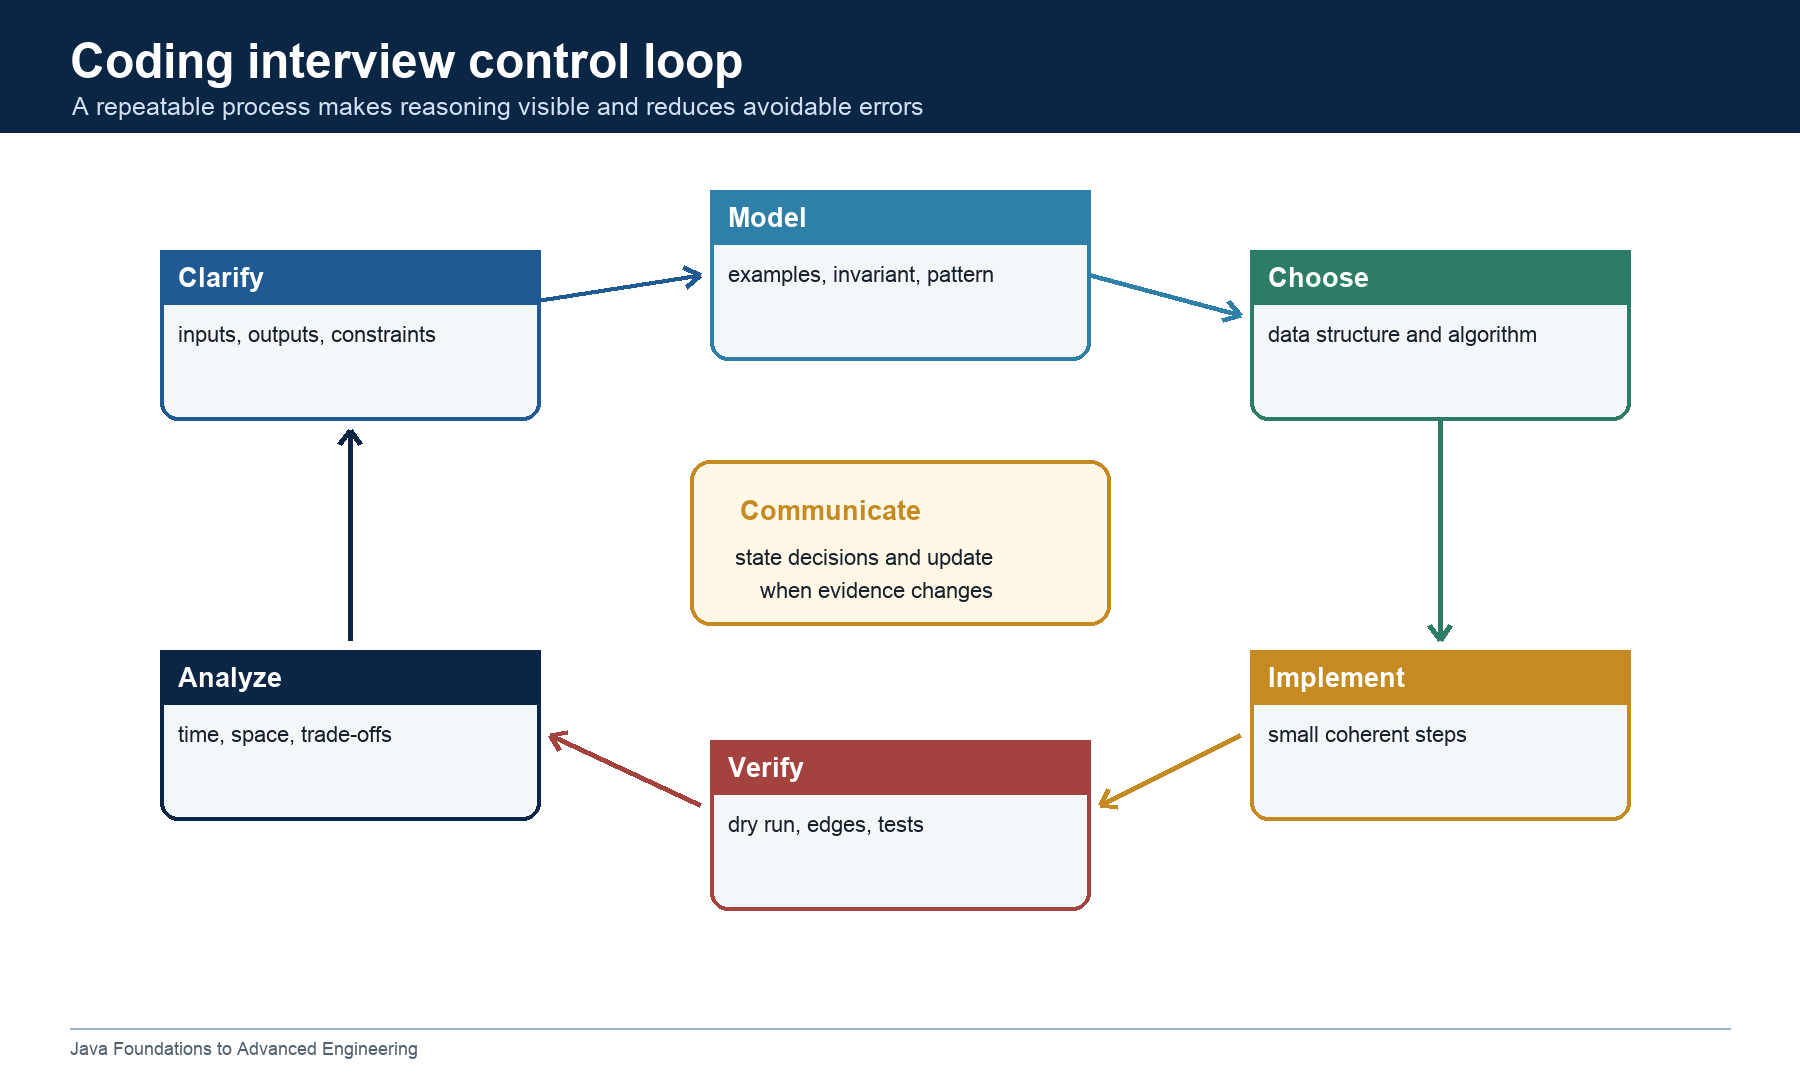 Coding interview control loop
A repeatable process makes reasoning visible and reduces avoidable errors
Clarify
inputs, outputs, constraints
Model
examples, invariant, pattern
Choose
data structure and algorithm
Communicate
state decisions and update
when evidence changes
Analyze
time, space, trade-offs
Verify
dry run, edges, tests
Implement
small coherent steps
Java Foundations to Advanced Engineering